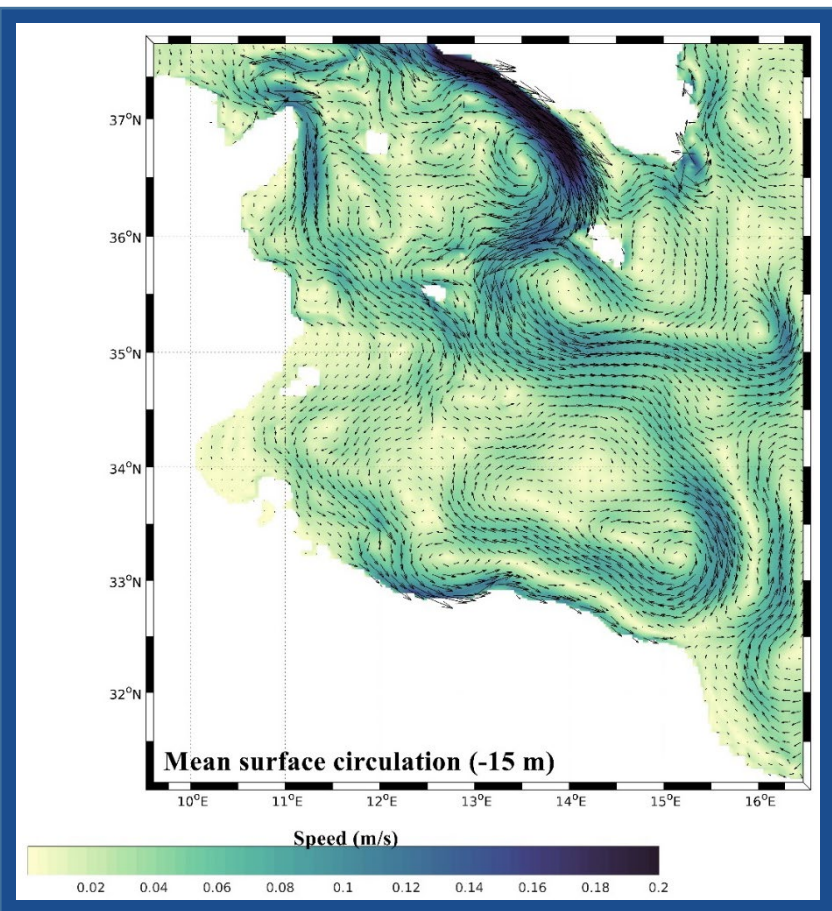 37°N
36°N
35°N
34°N
33°N
32°N
Mean surface circulation (-15 m)
10°E 11°E 12°E 13°E 14°E 15°E 16°E
Speed (m/s)
0.02 0.04 0.06 0.08 0.1 0.12 0.14 0.16 0.18 0.2